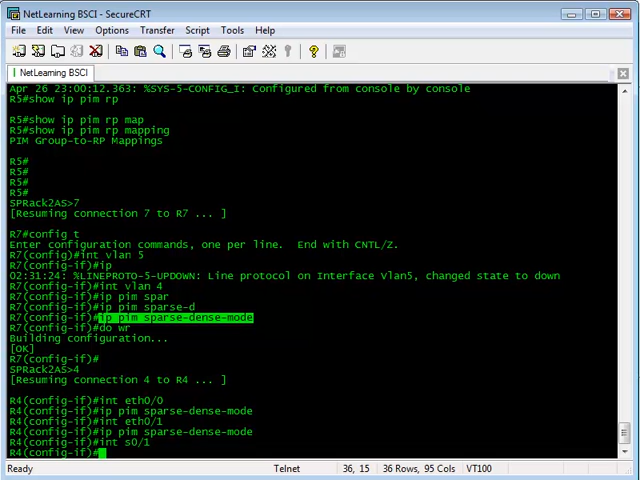 NetLearning BSCI - SecureCRT
File Edit View Options Transfer Script Tools Help
NetLearning BSCI
Apr 26 23:00:12.363: %SYS-5-CONFIG_I: Configured from console by console
R5#show ip pim rp
R5#show ip pim rp map
R5#show ip pim rp mapping
PIM Group-to-RP Mappings
R5#
R5#
R5#
R5#
SPRack2AS>7
[Resuming connection 7 to R7 ... ]
R7#config t
Enter configuration commands, one per line.  End with CNTL/Z.
R7(config)#int vlan 5
R7(config-if)#ip
02:31:24: %LINEPROTO-5-UPDOWN: Line protocol on Interface Vlan5, changed state to down
R7(config-if)#int vlan 4
R7(config-if)#ip pim spar
R7(config-if)#ip pim sparse-d
R7(config-if)#ip pim sparse-dense-mode
R7(config-if)#do wr
Building configuration...
[OK]
R7(config-if)#
SPRack2AS>4
[Resuming connection 4 to R4 ... ]
R4(config-if)#int eth0/0
R4(config-if)#ip pim sparse-dense-mode
R4(config-if)#int eth0/1
R4(config-if)#ip pim sparse-dense-mode
R4(config-if)#int s0/1
R4(config-if)#
Ready Telnet 36, 15 36 Rows, 95 Cols VT100